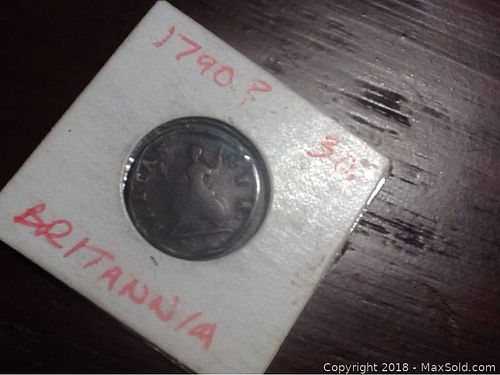 1790?
30.
BRITANNIA
Copyright © 2018 - MaxSold.com